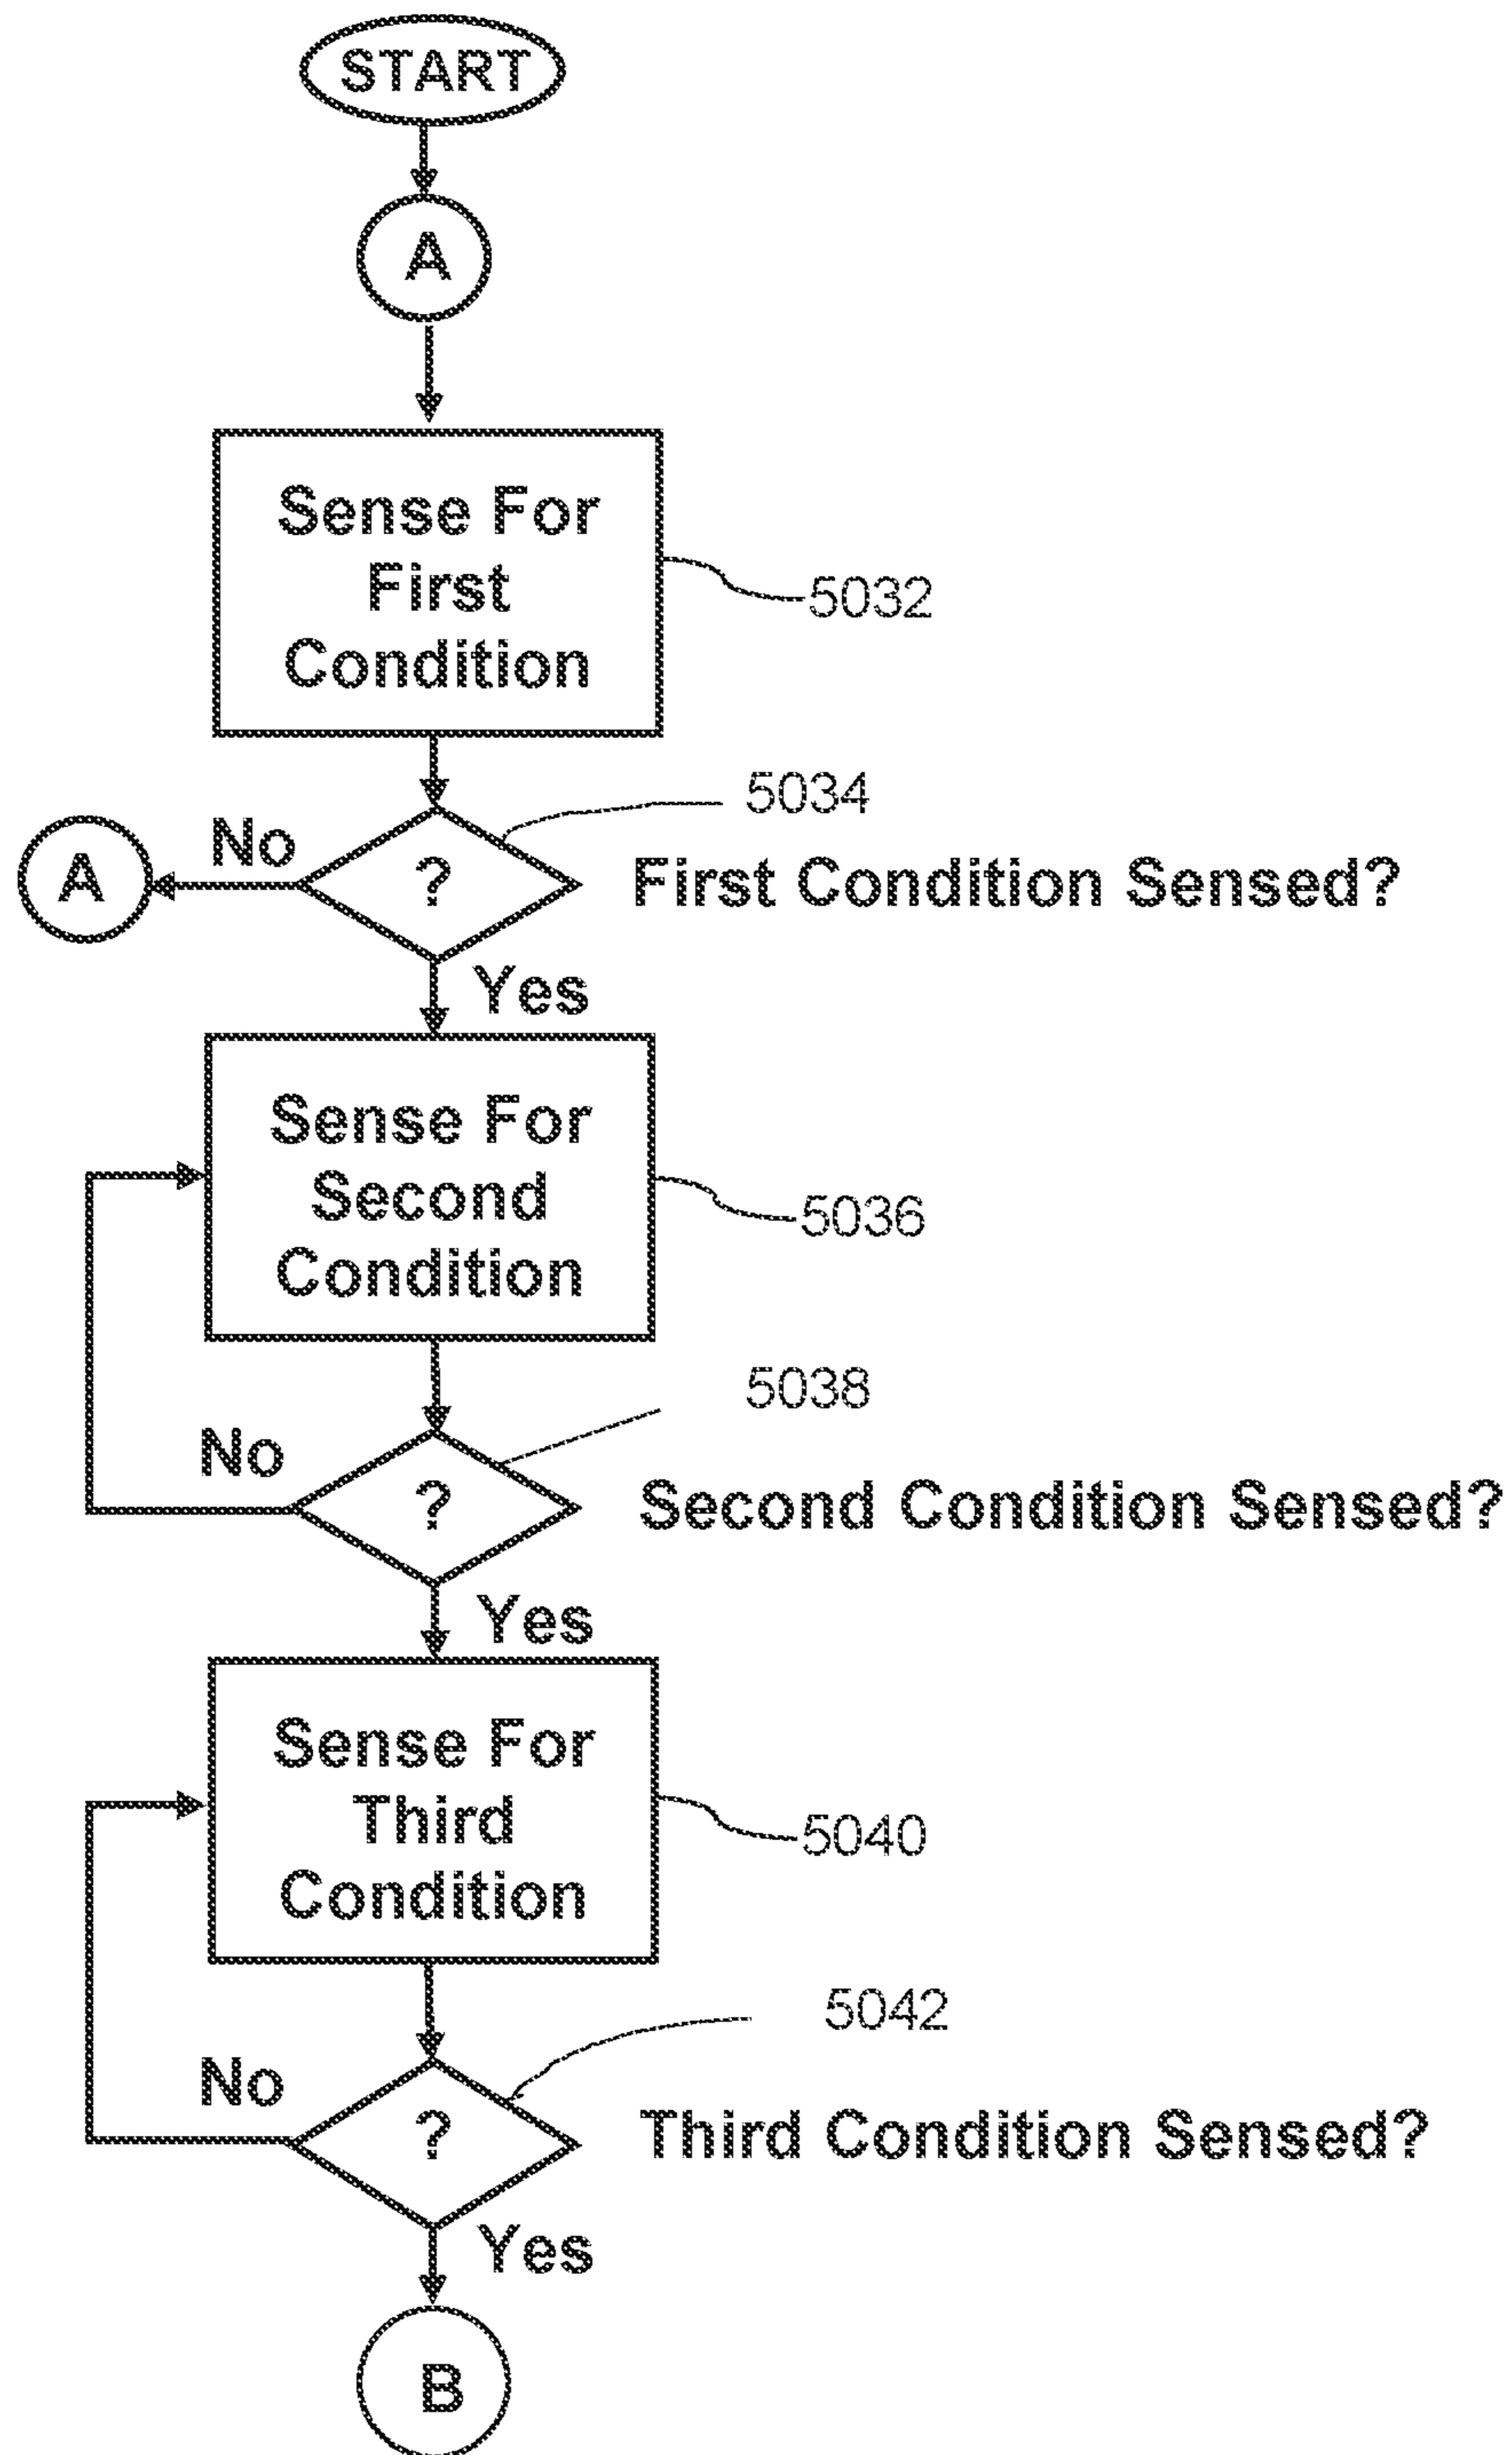 START
A
Sense For
First
Condition
5032
5034
No
A
?
First Condition Sensed?
Yes
Sense For
Second
Condition
5036
5038
No
?
Second Condition Sensed?
Yes
Sense For
Third
Condition
5040
5042
No
?
Third Condition Sensed?
Yes
B